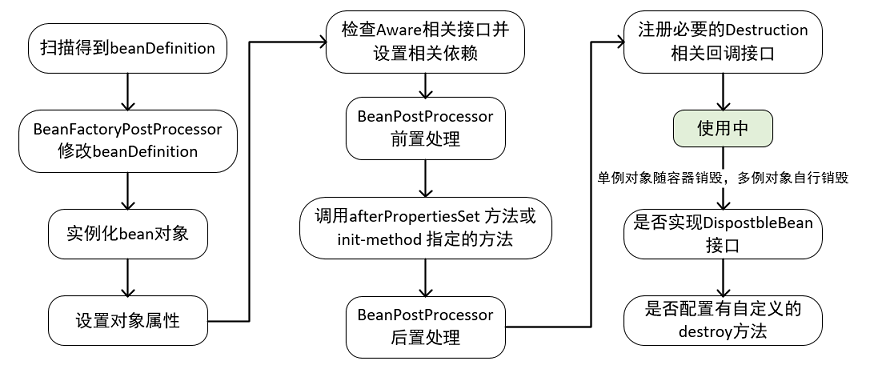 扫描得到beanDefinition
BeanFactoryPostProcessor
修改beanDefinition
实例化bean对象
设置对象属性
检查Aware相关接口并
设置相关依赖
BeanPostProcessor
前置处理
调用afterPropertiesSet 方法或
init-method 指定的方法
BeanPostProcessor
后置处理
注册必要的Destruction
相关回调接口
使用中
单例对象随容器销毁，多例对象自行销毁
是否实现DispostbleBean
接口
是否配置有自定义的
destroy方法